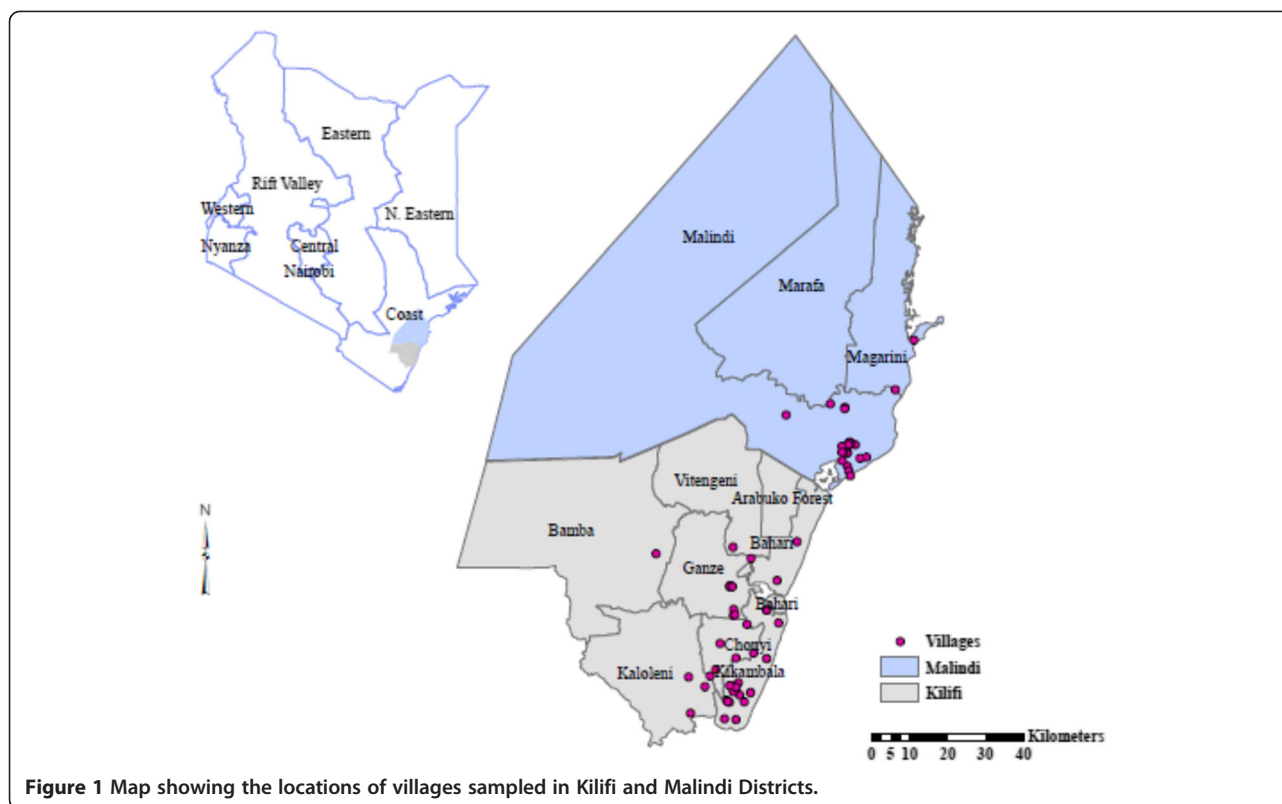 Eastern
Rift Valley
Western
N. Eastern
Nyanza
Central
Nairobi
Coast
Malindi
Marafa
Magarini
Vitengeni
Arabuko Forest
Bamba
Bahari
Ganze
Bahari
Chonyi
Kaloleni
Kikambala
N
Villages
Malindi
Kilifi
Kilometers
0 5 10 20 30 40
Figure 1 Map showing the locations of villages sampled in Kilifi and Malindi Districts.